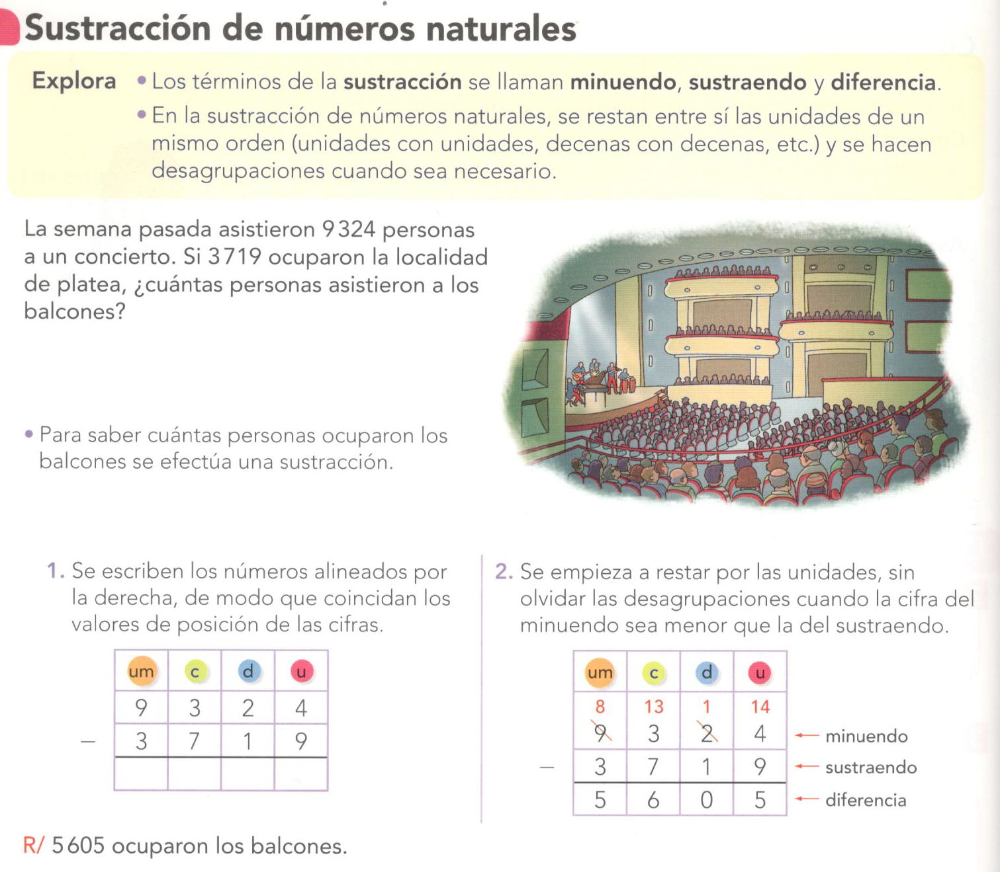 Sustracción de números naturales
Explora • Los términos de la sustracción se llaman minuendo, sustraendo y diferencia.
• En la sustracción de números naturales, se restan entre sí las unidades de un
mismo orden (unidades con unidades, decenas con decenas, etc.) y se hacen
desagrupaciones cuando sea necesario.
La semana pasada asistieron 9 324 personas
a un concierto. Si 3 719 ocuparon la localidad
de platea, ¿cuántas personas asistieron a los
balcones?
• Para saber cuántas personas ocuparon los
balcones se efectúa una sustracción.
1. Se escriben los números alineados por
la derecha, de modo que coincidan los
valores de posición de las cifras.
um c d u
9 3 2 4
− 3 7 1 9
2. Se empieza a restar por las unidades, sin
olvidar las desagrupaciones cuando la cifra del
minuendo sea menor que la del sustraendo.
um c d u
8 13 1 14
9 3 2 4 ← minuendo
− 3 7 1 9 ← sustraendo
5 6 0 5 ← diferencia
R/ 5 605 ocuparon los balcones.